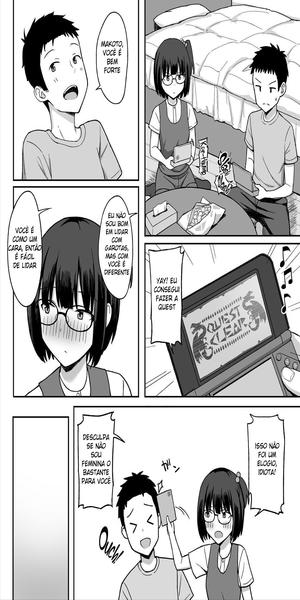 MAKOTO,
VOCÊ É
BEM
FORTE
YAY! EU
CONSEGUI
FAZER A
QUEST
QUEST
CLEAR
EU NÃO
SOU BOM
EM LIDAR
COM
GAROTAS,
MAS COM
VOCÊ É
DIFERENTE
VOCÊ É
COMO UM
CARA, ENTÃO
É FÁCIL
DE LIDAR
ISSO NÃO
FOI UM
ELOGIO,
IDIOTA!
DESCULPA
SE NÃO
SOU
FEMININA O
BASTANTE
PARA VOCÊ
Ouch!